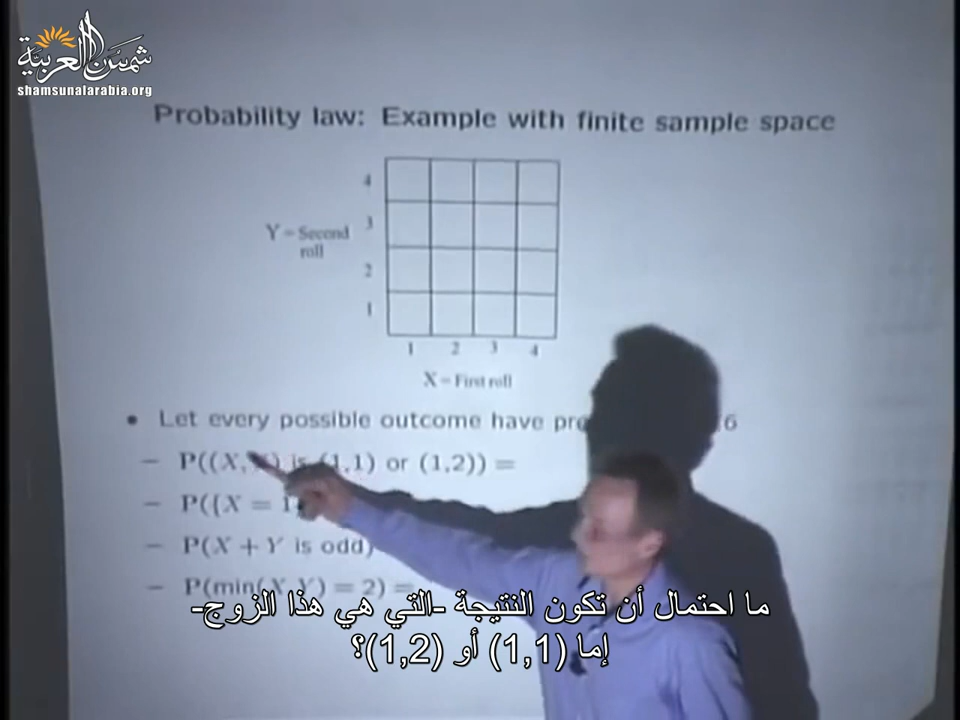 شمسنا العربية
shamsunalarabia.org
Probability law: Example with finite sample space
4
3
Y = Second
roll
2
1
1 2 3 4
X = First roll
• Let every possible outcome have 6
– P((X, is (1,1) or (1,2)) =
– P({X = 1
– P(X + Y is odd)
– P(min(X,Y) = 2) =
ما احتمال أن تكون النتيجة -التي هي هذا الزوج-
إما (1,1) أو (1,2)؟